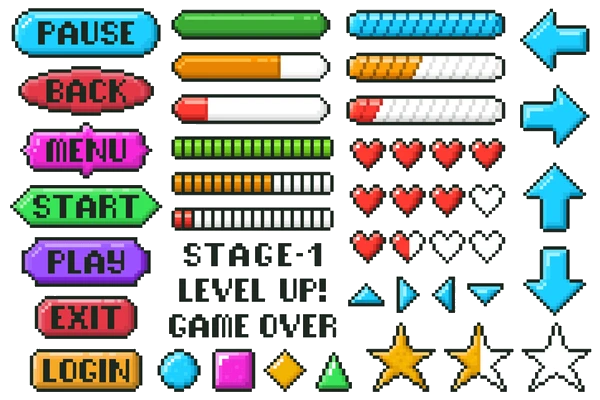 PAUSE
BACK
MENU
START
PLAY
EXIT
LOGIN
STAGE-1
LEVEL UP!
GAME OVER